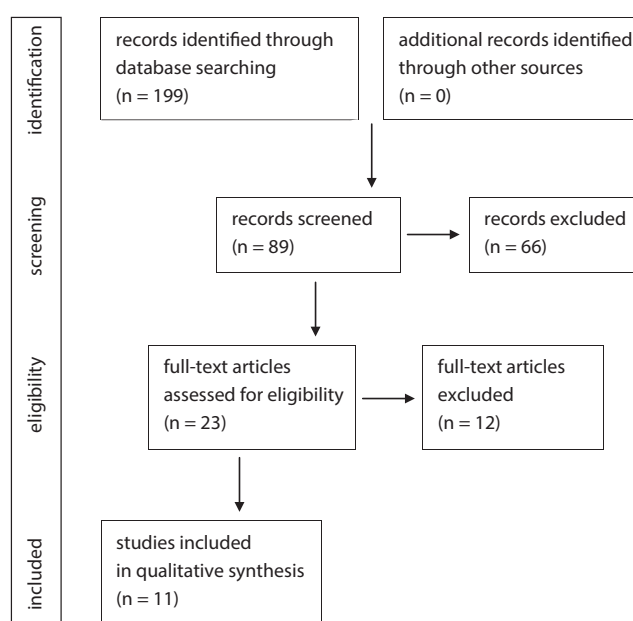 identification
records identified through
database searching
(n = 199)
additional records identified
through other sources
(n = 0)
screening
records screened
(n = 89)
records excluded
(n = 66)
eligibility
full-text articles
assessed for eligibility
(n = 23)
full-text articles
excluded
(n = 12)
included
studies included
in qualitative synthesis
(n = 11)